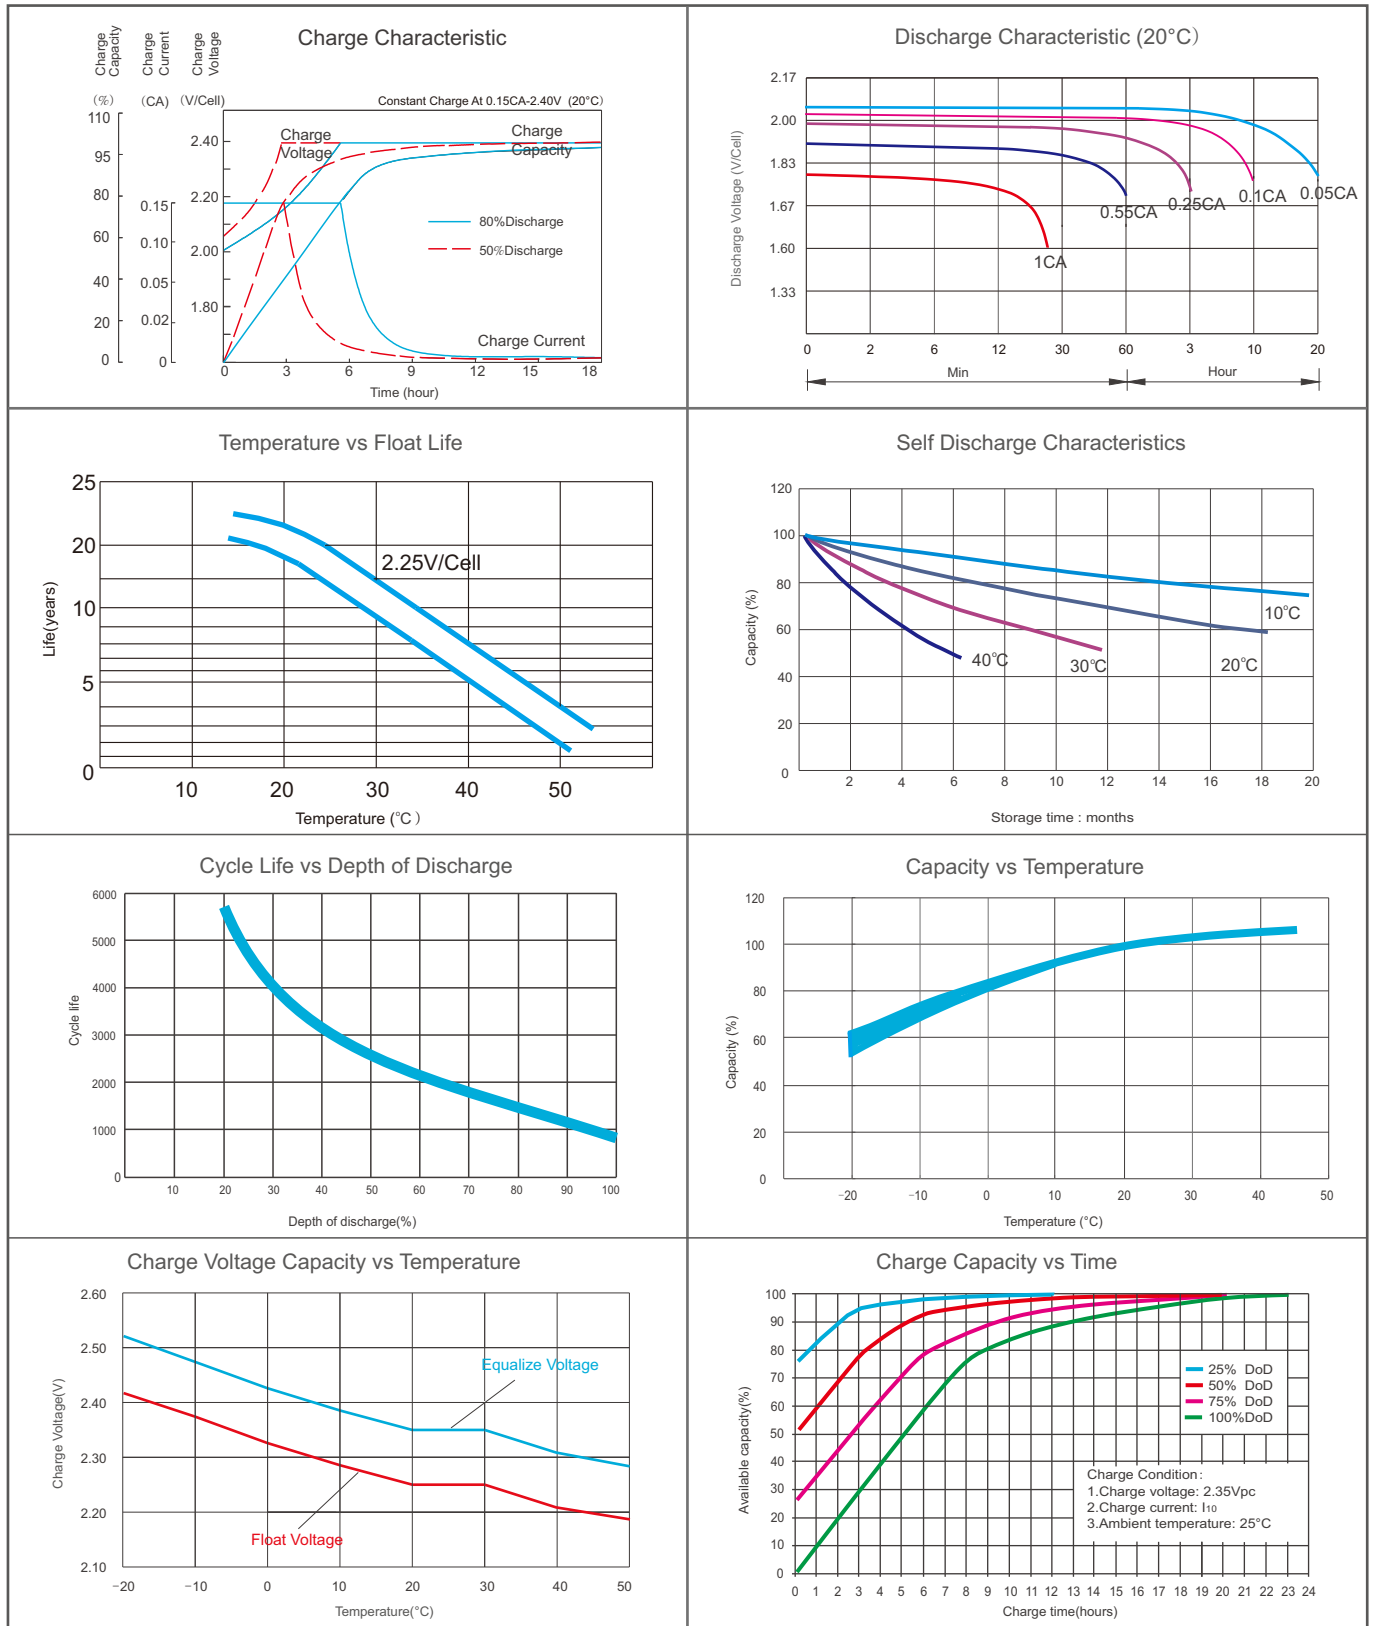 Charge Characteristic
Charge Capacity
Charge Current
Charge Voltage
(%)
(CA)
(V/Cell)
Constant Charge At 0.15CA-2.40V (20°C)
110
95
80
60
40
20
0
0.15
0.10
0.05
0.02
0
2.40
2.20
2.00
1.80
Charge Voltage
Charge Capacity
80%Discharge
50%Discharge
Charge Current
0 3 6 9 12 15 18
Time (hour)
Discharge Characteristic (20°C)
Discharge Voltage (V/Cell)
2.17
2.00
1.83
1.67
1.60
1.33
1CA
0.55CA
0.25CA
0.1CA
0.05CA
0 2 6 12 30 60 3 10 20
Min
Hour
Temperature vs Float Life
Life(years)
25
20
10
5
0
2.25V/Cell
10 20 30 40 50
Temperature (°C)
Self Discharge Characteristics
Capacity (%)
120
100
80
60
40
20
0
40°C
30°C
20°C
10°C
2 4 6 8 10 12 14 16 18 20
Storage time : months
Cycle Life vs Depth of Discharge
Cycle life
6000
5000
4000
3000
2000
1000
0
10 20 30 40 50 60 70 80 90 100
Depth of discharge(%)
Capacity vs Temperature
Capacity (%)
120
100
80
60
40
20
0
-20 -10 0 10 20 30 40 50
Temperature (°C)
Charge Voltage Capacity vs Temperature
Charge Voltage(V)
2.60
2.50
2.40
2.30
2.20
2.10
Equalize Voltage
Float Voltage
-20 -10 0 10 20 30 40 50
Temperature(°C)
Charge Capacity vs Time
Available capacity(%)
100
90
80
70
60
50
40
30
20
10
0
25% DoD
50% DoD
75% DoD
100%DoD
Charge Condition:
1.Charge voltage: 2.35Vpc
2.Charge current: I10
3.Ambient temperature: 25°C
0 1 2 3 4 5 6 7 8 9 10 11 12 13 14 15 16 17 18 19 20 21 22 23 24
Charge time(hours)